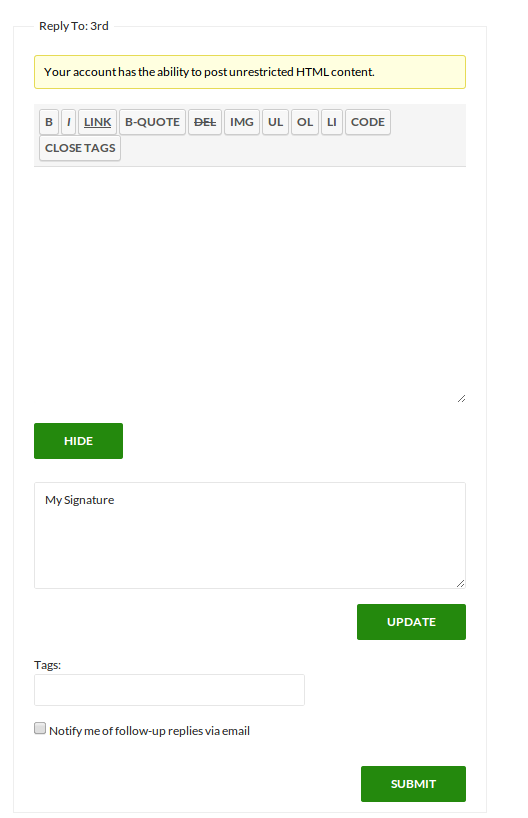 Reply To: 3rd
Your account has the ability to post unrestricted HTML content.
B I LINK B-QUOTE DEL IMG UL OL LI CODE
CLOSE TAGS
HIDE
My Signature
UPDATE
Tags:
Notify me of follow-up replies via email
SUBMIT